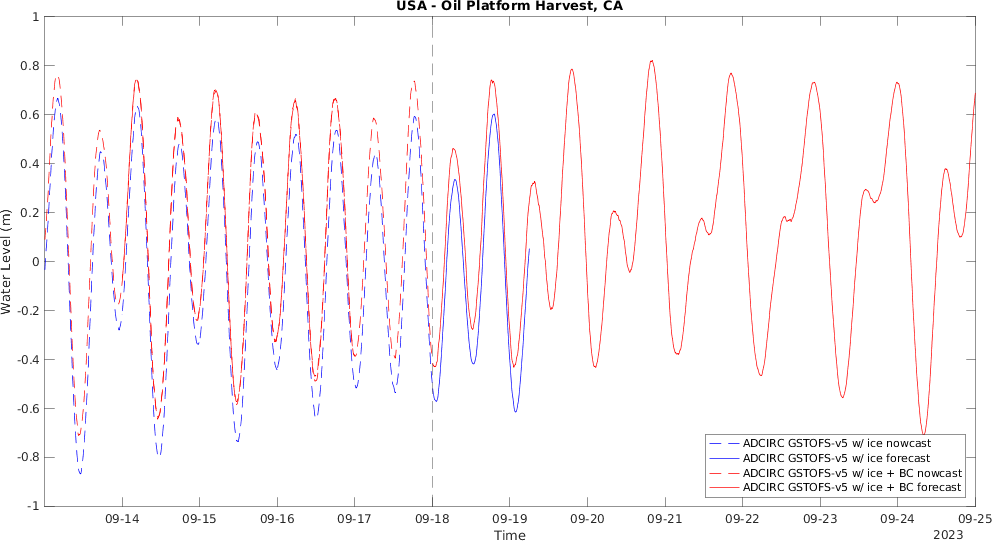 USA - Oil Platform Harvest, CA
1
0.8
0.6
0.4
0.2
0
-0.2
-0.4
-0.6
-0.8
-1
Water Level (m)
ADCIRC GSTOFS-v5 w/ ice nowcast
ADCIRC GSTOFS-v5 w/ ice forecast
ADCIRC GSTOFS-v5 w/ ice + BC nowcast
ADCIRC GSTOFS-v5 w/ ice + BC forecast
09-14 09-15 09-16 09-17 09-18 09-19 09-20 09-21 09-22 09-23 09-24 09-25
Time
2023